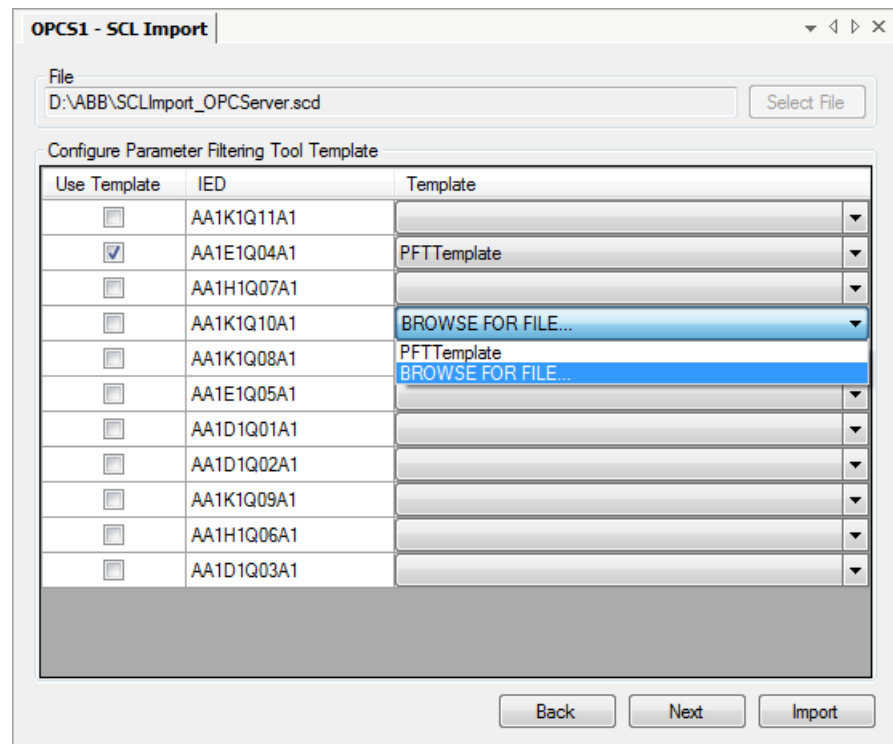 OPCS1 - SCL Import
File
D:\ABB\SCLImport_OPCServer.scd Select File
Configure Parameter Filtering Tool Template
Use Template IED Template
AA1K1Q11A1
AA1E1Q04A1 PFTTemplate
AA1H1Q07A1
AA1K1Q10A1 BROWSE FOR FILE...
PFTTemplate
AA1K1Q08A1 BROWSE FOR FILE...
AA1E1Q05A1
AA1D1Q01A1
AA1D1Q02A1
AA1K1Q09A1
AA1H1Q06A1
AA1D1Q03A1
Back Next Import